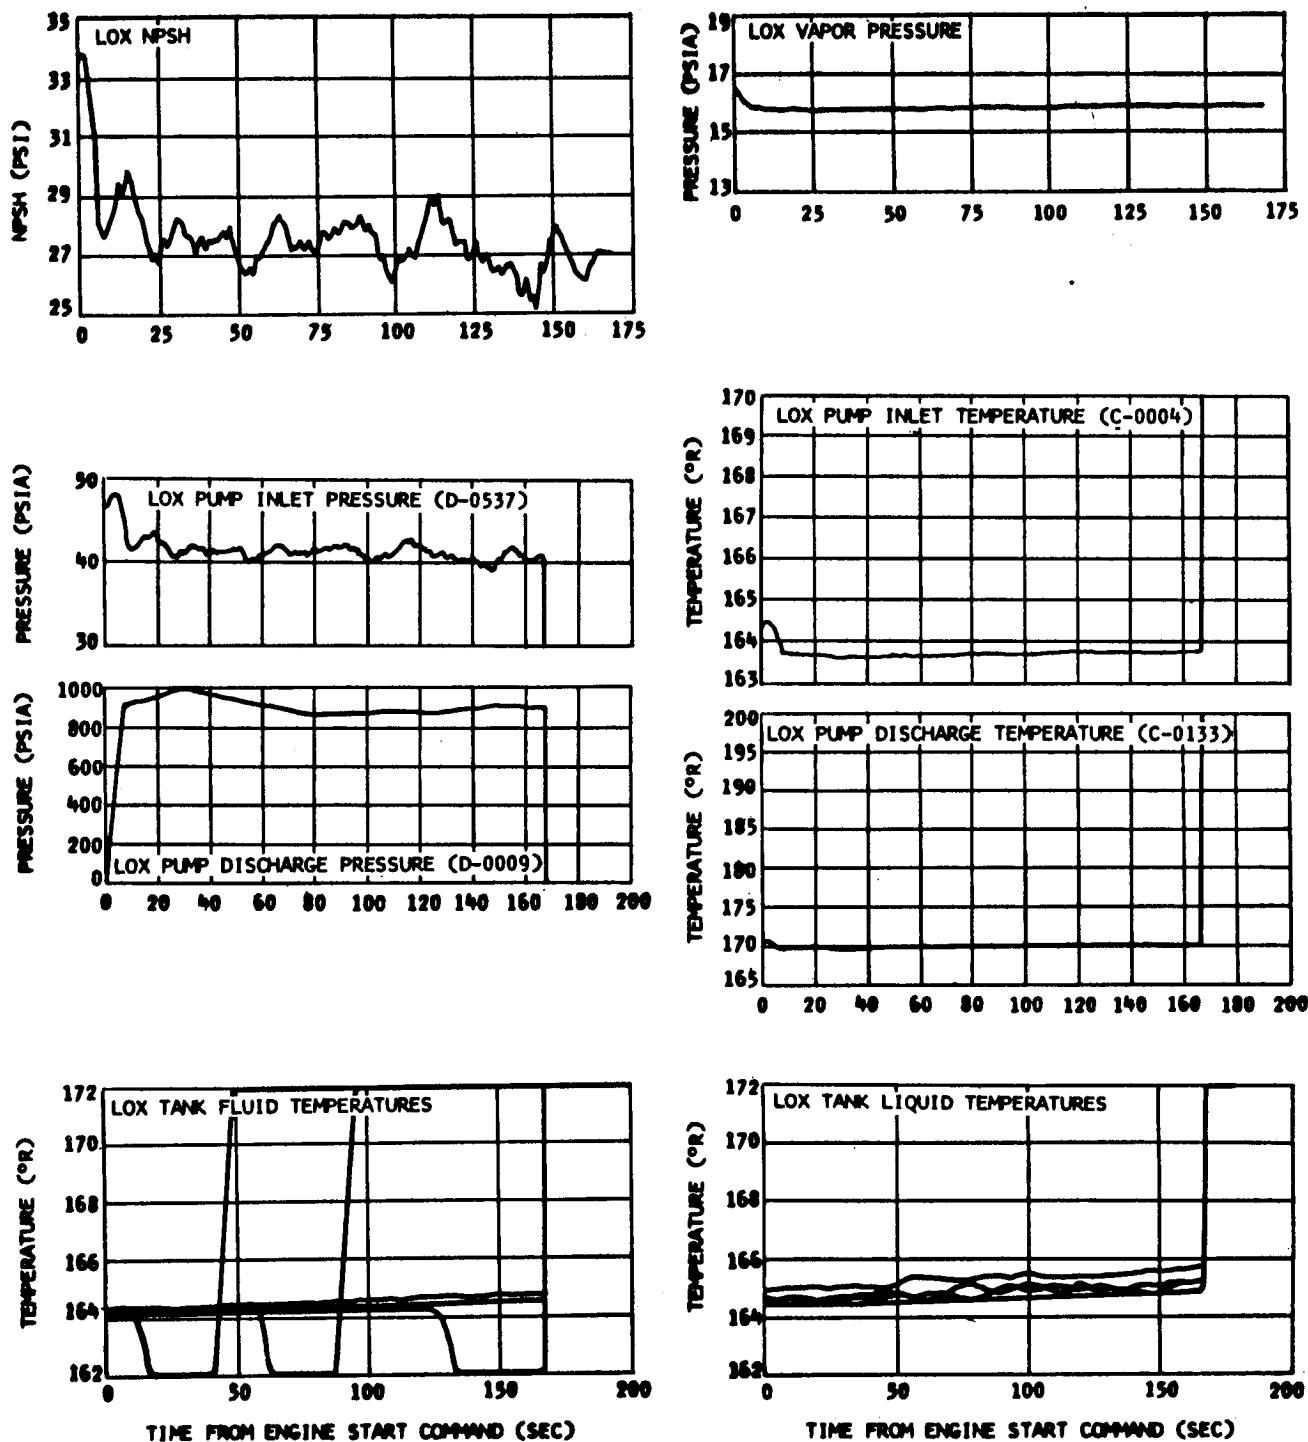 LOX NPSH
NPSH (PSI)
35
33
31
29
27
25
0 25 50 75 100 125 150 175
LOX VAPOR PRESSURE
PRESSURE (PSIA)
19
17
15
13
0 25 50 75 100 125 150 175
LOX PUMP INLET PRESSURE (D-0537)
PRESSURE (PSIA)
50
40
30
LOX PUMP DISCHARGE PRESSURE (D-0009)
PRESSURE (PSIA)
1000
800
600
400
200
0
0 20 40 60 80 100 120 140 160 180 200
LOX PUMP INLET TEMPERATURE (C-0004)
TEMPERATURE (°R)
170
169
168
167
166
165
164
163
LOX PUMP DISCHARGE TEMPERATURE (C-0133)
TEMPERATURE (°R)
200
195
190
185
180
175
170
165
0 20 40 60 80 100 120 140 160 180 200
LOX TANK FLUID TEMPERATURES
TEMPERATURE (°R)
172
170
168
166
164
162
0 50 100 150 200
TIME FROM ENGINE START COMMAND (SEC)
LOX TANK LIQUID TEMPERATURES
TEMPERATURE (°R)
172
170
168
166
164
162
0 50 100 150 200
TIME FROM ENGINE START COMMAND (SEC)